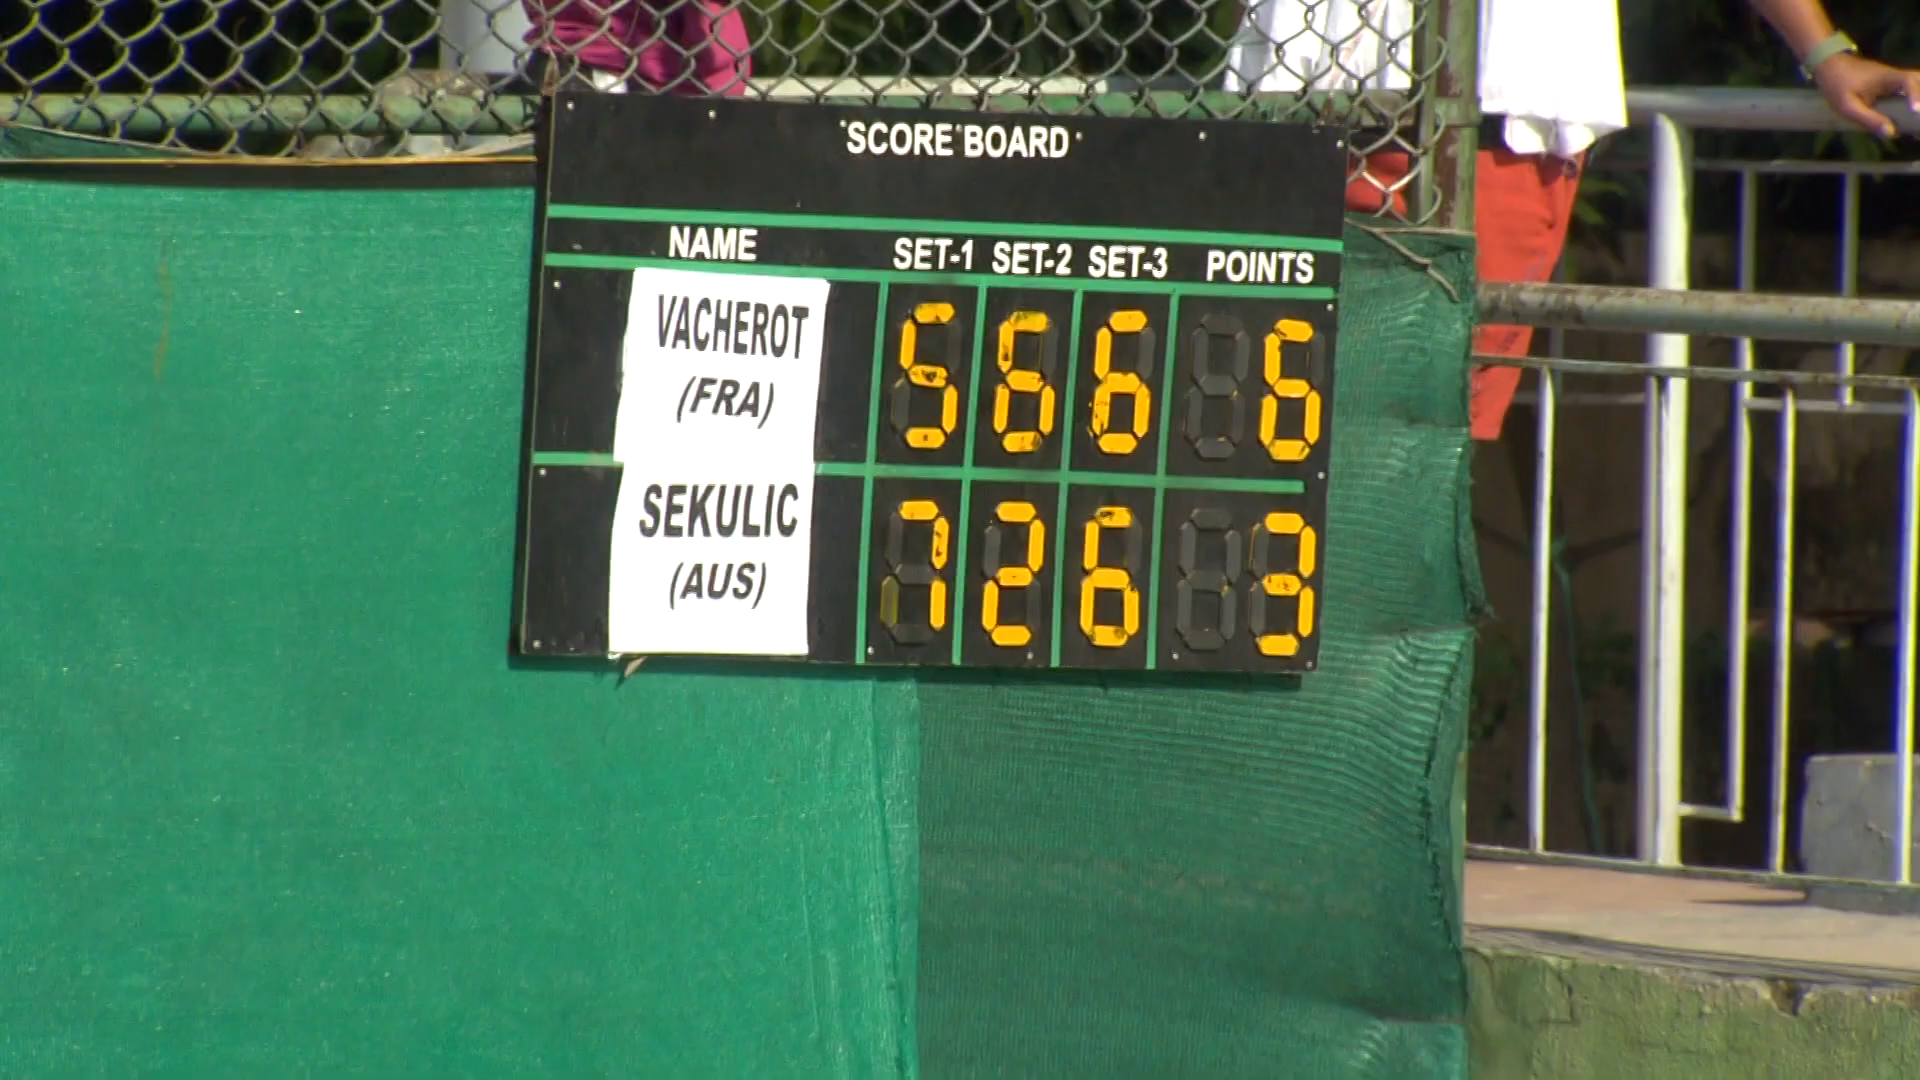 SCORE BOARD
NAME SET-1 SET-2 SET-3 POINTS
VACHEROT
(FRA)
5 6 6 6
SEKULIC
(AUS)
7 2 6 3